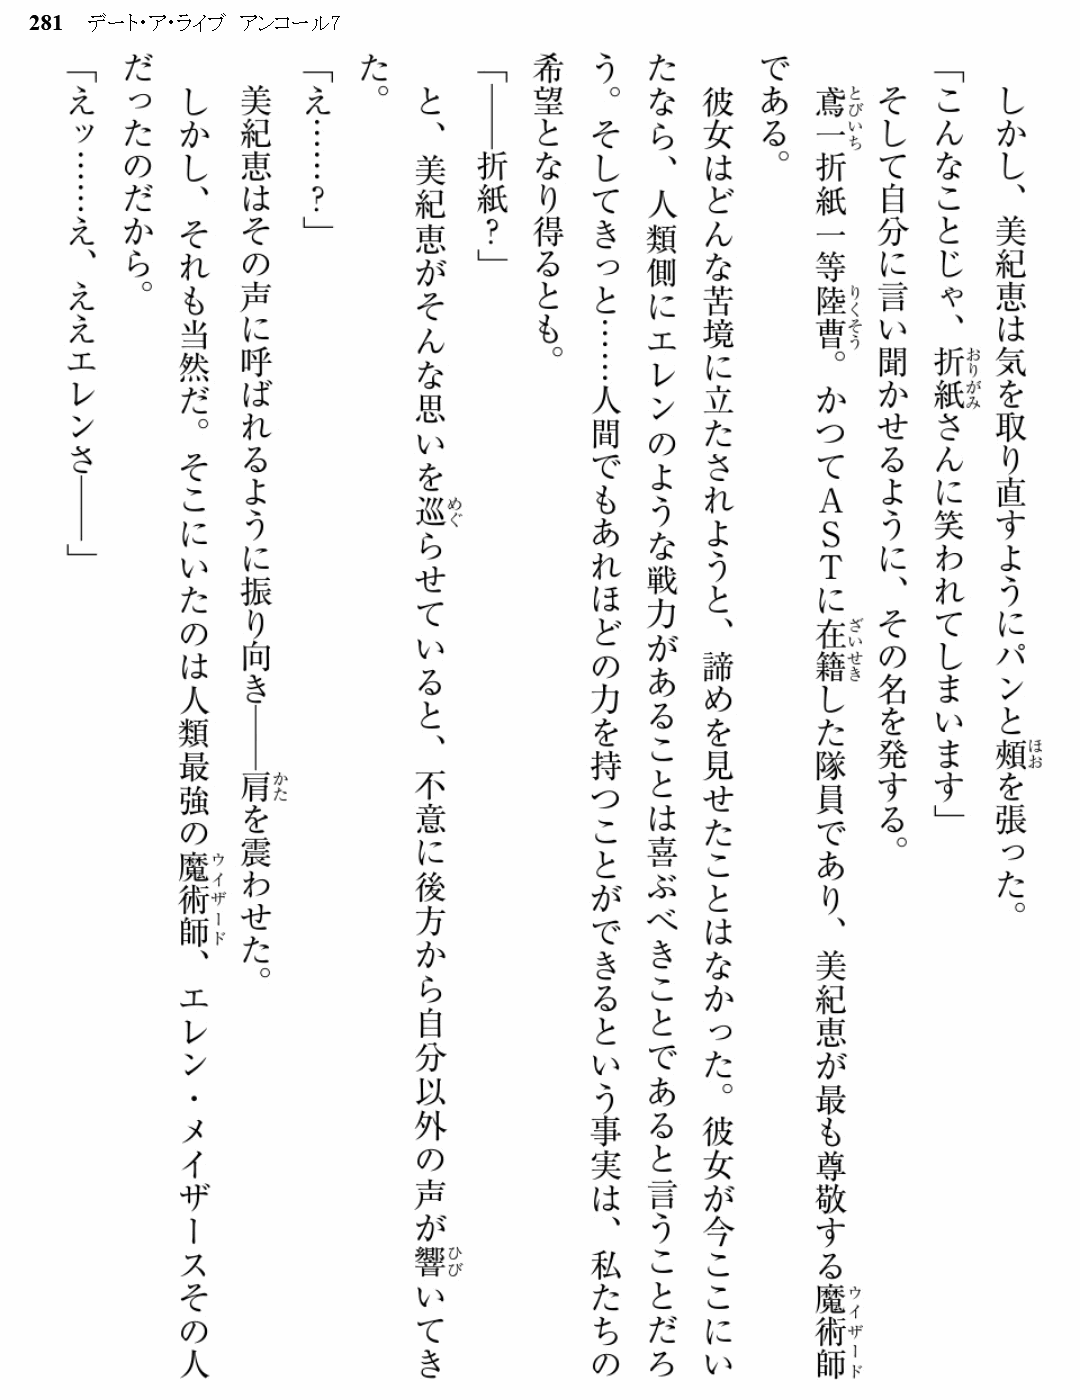 281 デート・ア・ライブ アンコール7
しかし、美紀恵は気を取り直すようにパンと頬を張った。
「こんなことじゃ、折紙さんに笑われてしまいます」
そして自分に言い聞かせるように、その名を発する。
鳶一折紙一等陸曹。かつてASTに在籍した隊員であり、美紀恵が最も尊敬する魔術師
である。
彼女はどんな苦境に立たされようと、諦めを見せたことはなかった。彼女が今ここにい
たなら、人類側にエレンのような戦力があることは喜ぶべきことであると言うことだろ
う。そしてきっと……人間でもあれほどの力を持つことができるという事実は、私たちの
希望となり得るとも。
「――折紙?」
と、美紀恵がそんな思いを巡らせていると、不意に後方から自分以外の声が響いてき
た。
「え……?」
美紀恵はその声に呼ばれるように振り向き――肩を震わせた。
しかし、それも当然だ。そこにいたのは人類最強の魔術師、エレン・メイザースその人
だったのだから。
「えッ……え、ええエレンさ――」